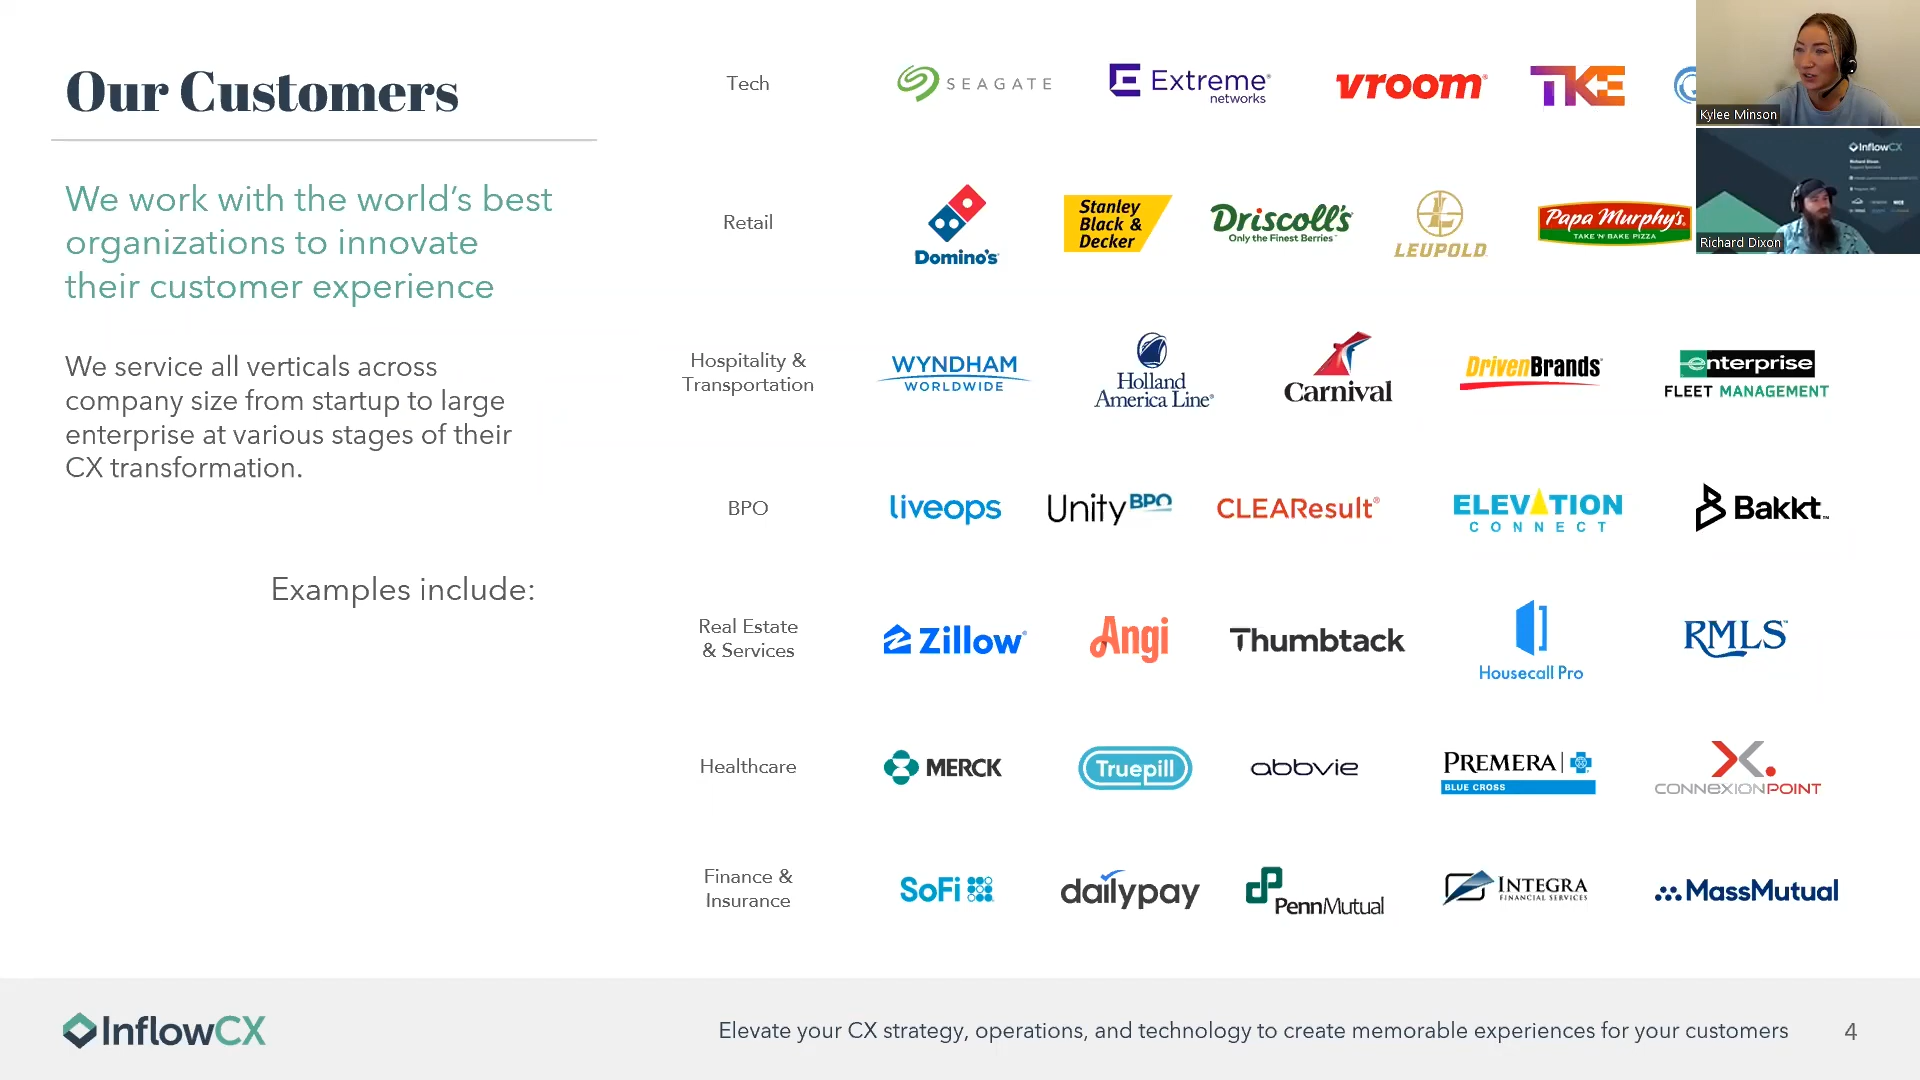 Our Customers
We work with the world's best
organizations to innovate
their customer experience
We service all verticals across
company size from startup to large
enterprise at various stages of their
CX transformation.
Examples include:
Tech
SEAGATE
Extreme
networks
vroom
TKE
Retail
Domino's
Stanley
Black &
Decker
Driscoll's
Only the Finest Berries
LEUPOLD
Papa Murphy's
TAKE 'N' BAKE PIZZA
Hospitality &
Transportation
WYNDHAM
WORLDWIDE
Holland
America Line
Carnival
DrivenBrands
enterprise
FLEET MANAGEMENT
BPO
liveops
Unity BPO
CLEAResult
ELEVATION
CONNECT
Bakkt
Real Estate
& Services
Zillow
Angi
Thumbtack
Housecall Pro
RMLS
Healthcare
MERCK
Truepill
abbvie
PREMERA
BLUE CROSS
CONNEXIONPOINT
Finance &
Insurance
SoFi
dailypay
PennMutual
INTEGRA
FINANCIAL SERVICES
MassMutual
InflowCX
Elevate your CX strategy, operations, and technology to create memorable experiences for your customers
4
Kylee Minson
InflowCX
Richard Dixon